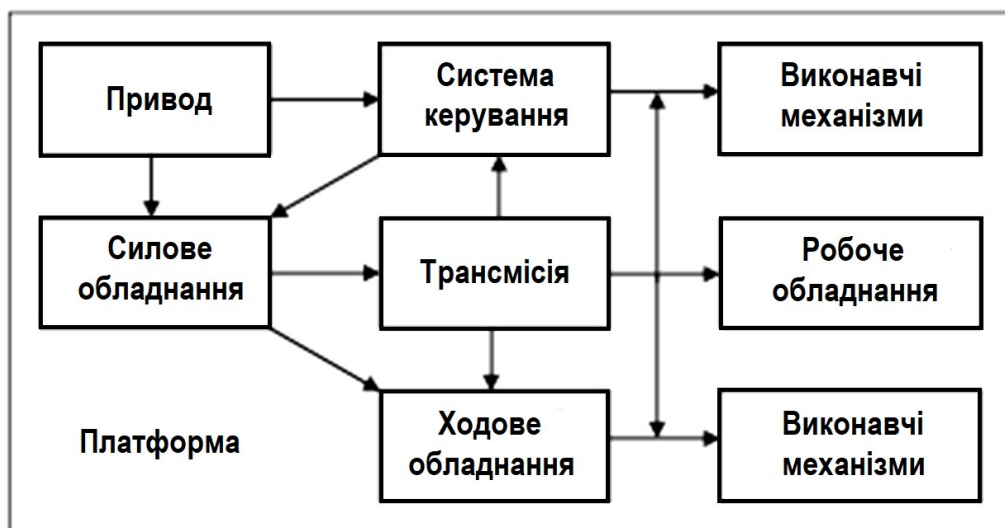 Привод
Система
керування
Виконавчі
механізми
Силове
обладнання
Трансмісія
Робоче
обладнання
Платформа
Ходове
обладнання
Виконавчі
механізми